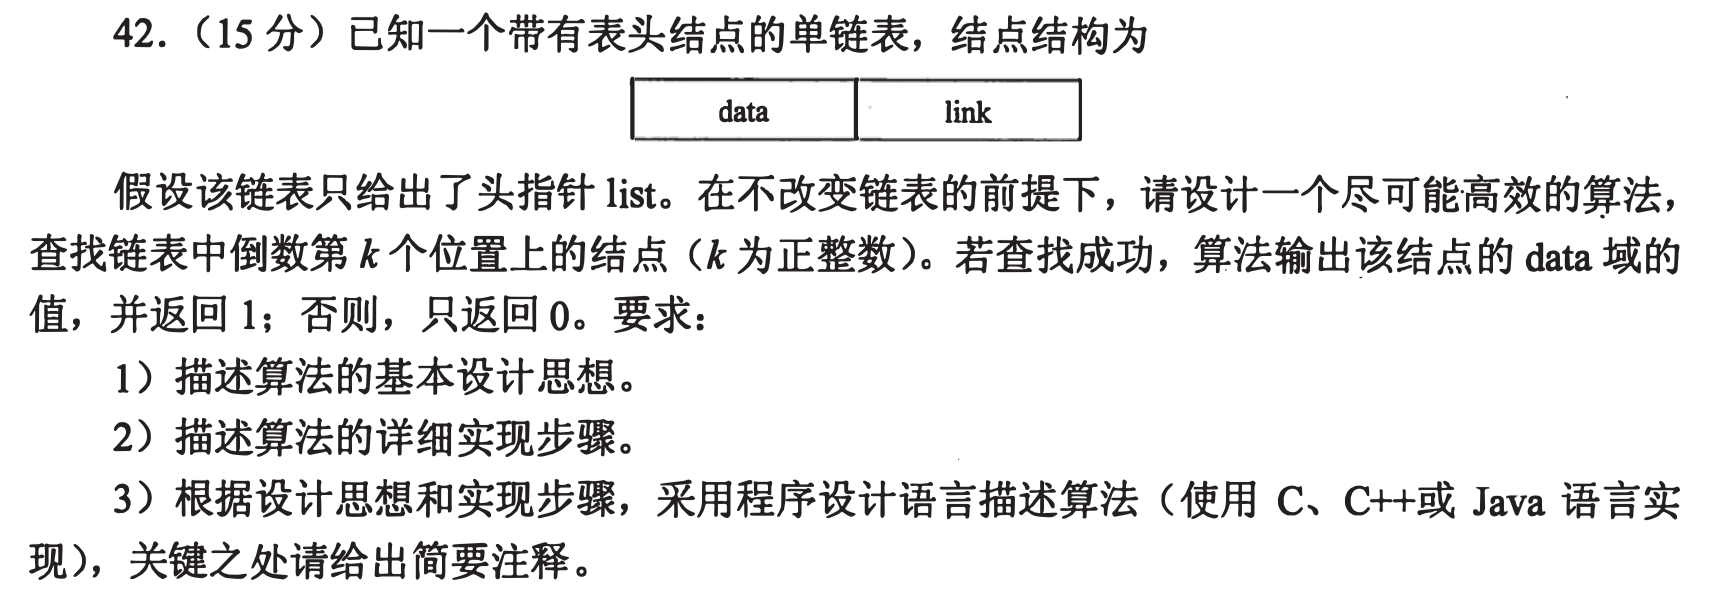 42.（15 分）已知一个带有表头结点的单链表，结点结构为
data link
假设该链表只给出了头指针 list。在不改变链表的前提下，请设计一个尽可能高效的算法，
查找链表中倒数第 k 个位置上的结点（k 为正整数）。若查找成功，算法输出该结点的 data 域的
值，并返回 1；否则，只返回 0。要求：
1）描述算法的基本设计思想。
2）描述算法的详细实现步骤。
3）根据设计思想和实现步骤，采用程序设计语言描述算法（使用 C、C++或 Java 语言实
现），关键之处请给出简要注释。